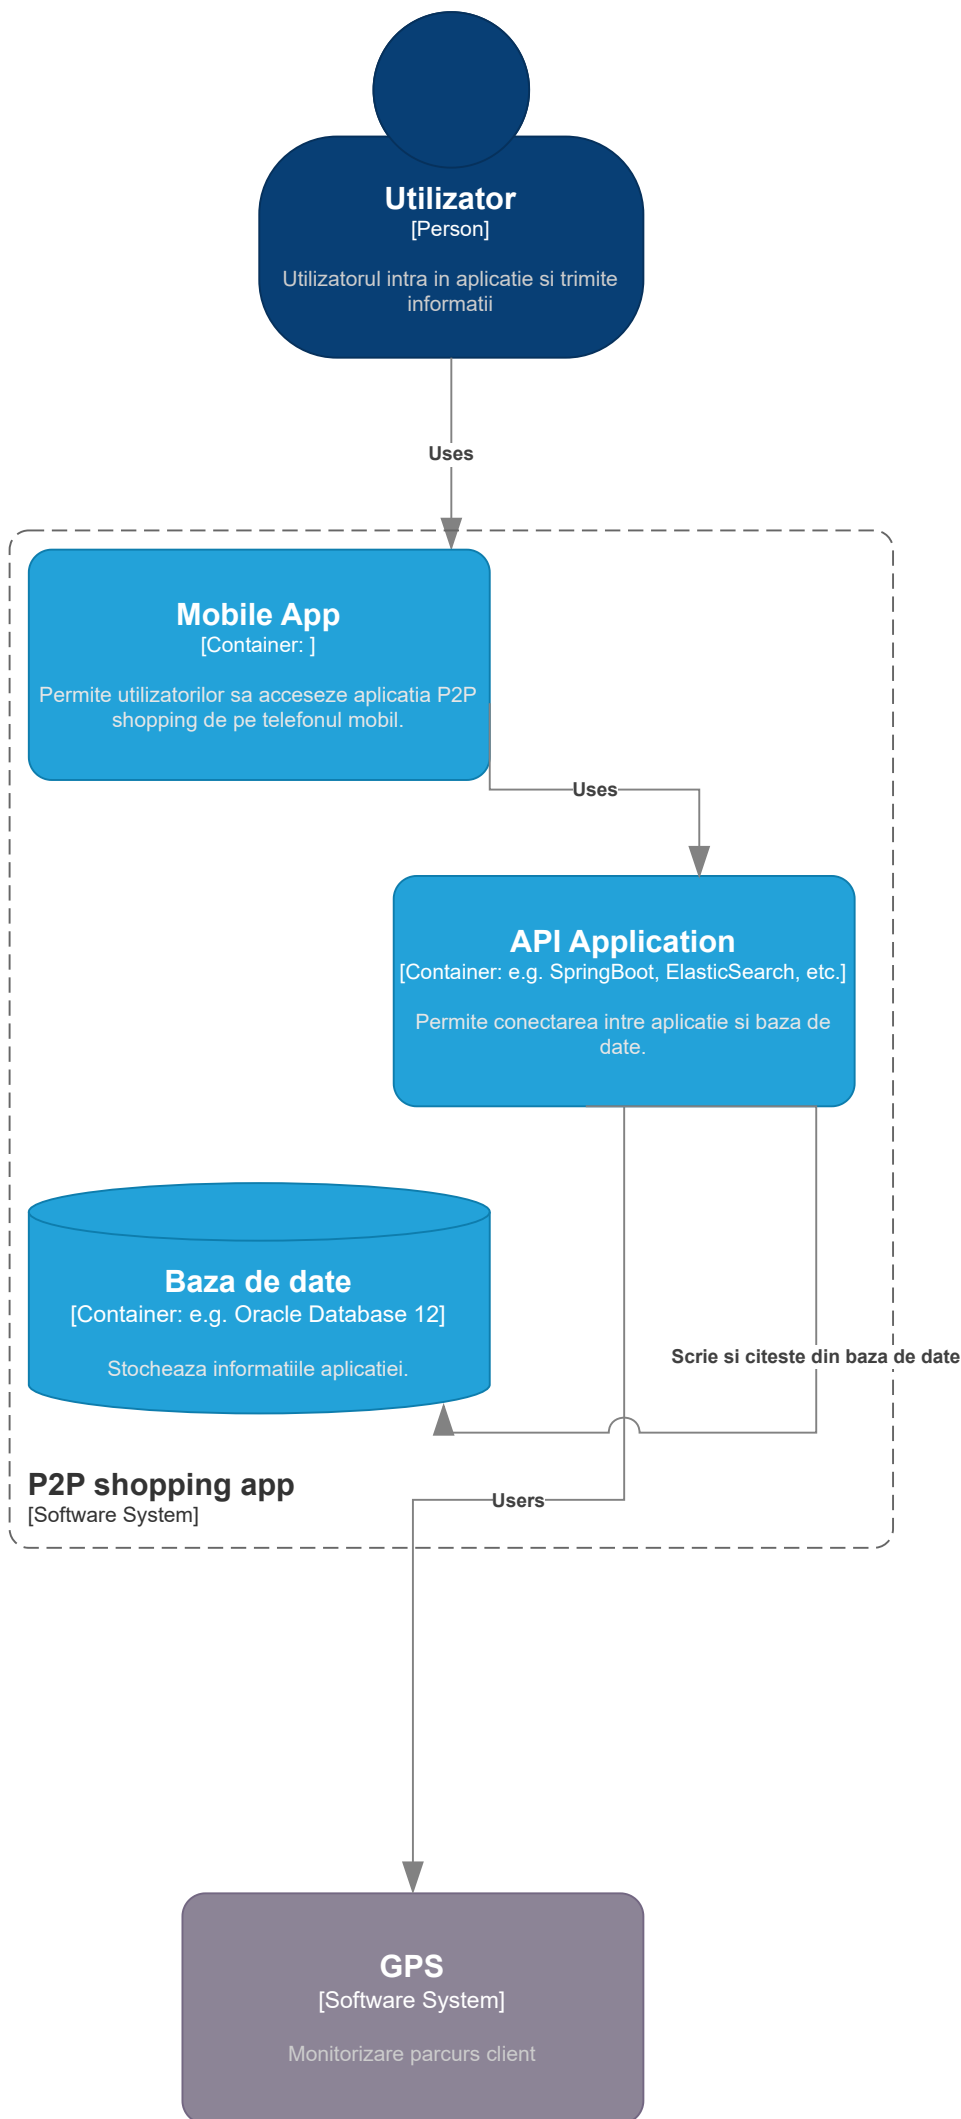 Utilizator
[Person]
Utilizatorul intra in aplicatie si trimite
informatii
Uses
Mobile App
[Container: ]
Permite utilizatorilor sa acceseze aplicatia P2P
shopping de pe telefonul mobil.
Uses
API Application
[Container: e.g. SpringBoot, ElasticSearch, etc.]
Permite conectarea intre aplicatie si baza de
date.
Baza de date
[Container: e.g. Oracle Database 12]
Stocheaza informatiile aplicatiei.
Scrie si citeste din baza de date
P2P shopping app
[Software System]
Users
GPS
[Software System]
Monitorizare parcurs client